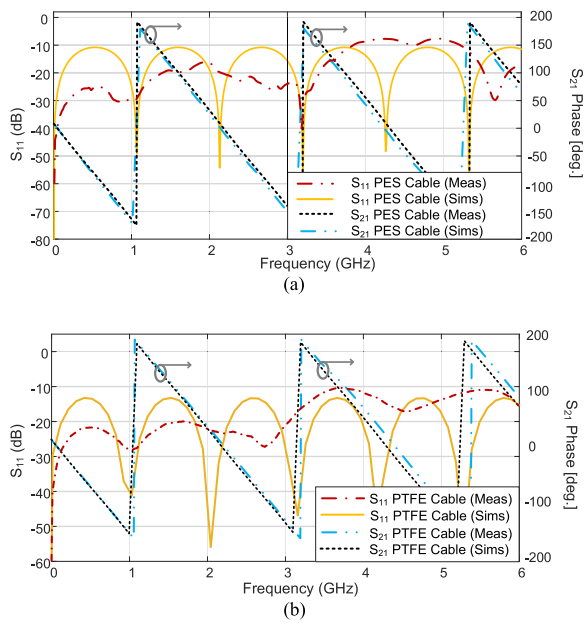 0
-10
-20
-30
-40
-50
-60
-70
-80
S11 (dB)
200
150
100
50
0
-50
-100
-150
-200
S21 Phase [deg.]
S11 PES Cable (Meas)
S11 PES Cable (Sims)
S21 PES Cable (Meas)
S21 PES Cable (Sims)
0 1 2 3 4 5 6
Frequency (GHz)
(a)
0
-10
-20
-30
-40
-50
-60
S11 (dB)
200
100
0
-100
-200
S21 Phase [deg.]
S11 PTFE Cable (Meas)
S11 PTFE Cable (Sims)
S21 PTFE Cable (Meas)
S21 PTFE Cable (Sims)
0 1 2 3 4 5 6
Frequency (GHz)
(b)